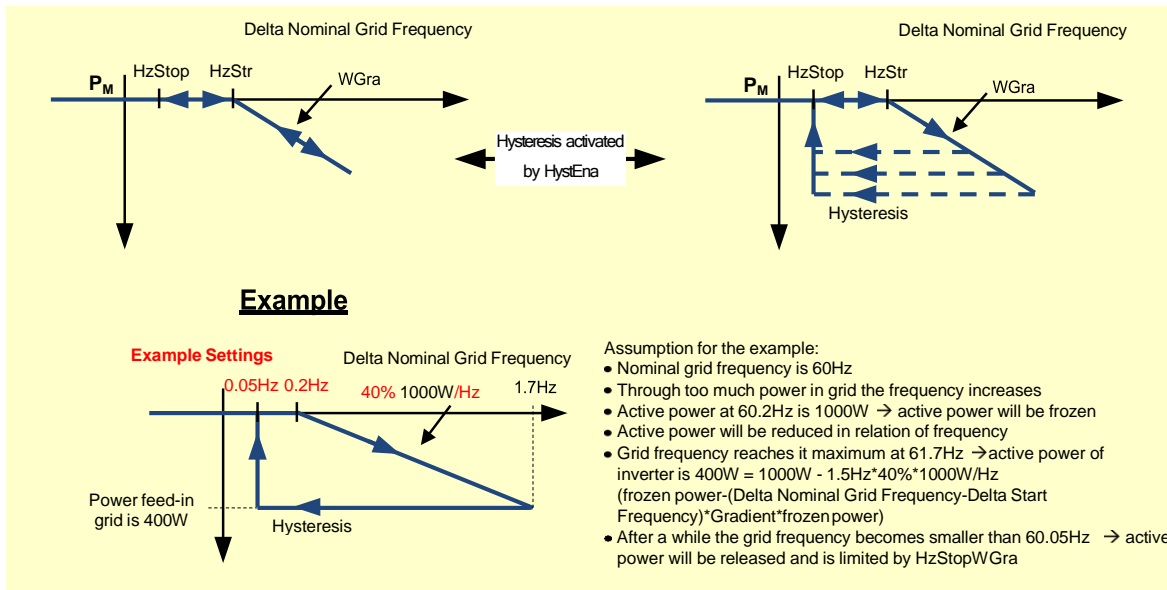 Delta Nominal Grid Frequency
P_M
HzStop
HzStr
WGra
Hysteresis activated
by HystEna
Delta Nominal Grid Frequency
P_M
HzStop
HzStr
WGra
Hysteresis
Example
Example Settings
Delta Nominal Grid Frequency
0.05Hz
0.2Hz
40% 1000W/Hz
1.7Hz
Power feed-in
grid is 400W
Hysteresis
Assumption for the example:
• Nominal grid frequency is 60Hz
• Through too much power in grid the frequency increases
• Active power at 60.2Hz is 1000W → active power will be frozen
• Active power will be reduced in relation of frequency
• Grid frequency reaches it maximum at 61.7Hz →active power of
inverter is 400W = 1000W - 1.5Hz*40%*1000W/Hz
(frozen power-(Delta Nominal Grid Frequency-Delta Start
Frequency)*Gradient*frozen power)
• After a while the grid frequency becomes smaller than 60.05Hz → active
power will be released and is limited by HzStopWGra